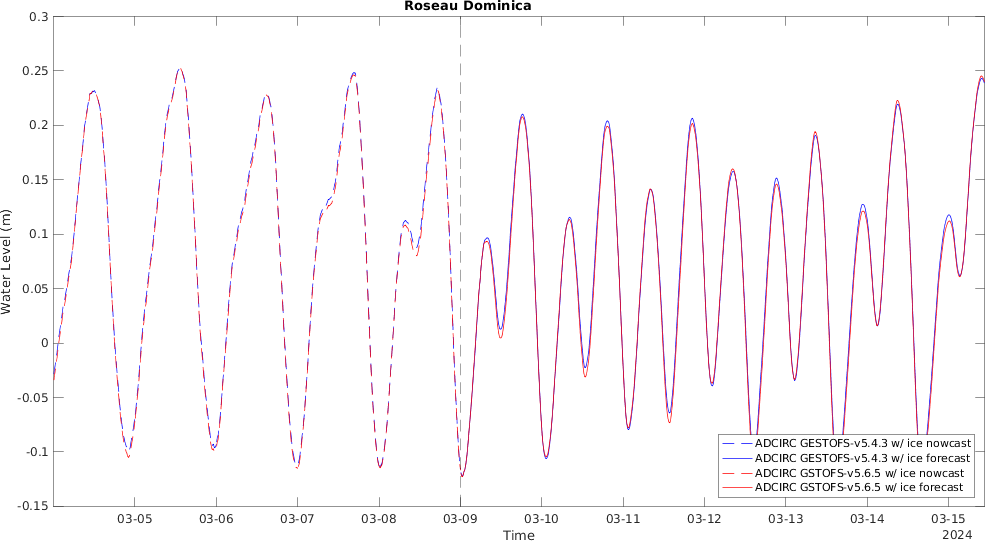 Roseau Dominica
0.3
0.25
0.2
0.15
0.1
0.05
0
-0.05
-0.1
-0.15
Water Level (m)
03-05 03-06 03-07 03-08 03-09 03-10 03-11 03-12 03-13 03-14 03-15
Time
2024
ADCIRC GESTOFS-v5.4.3 w/ ice nowcast
ADCIRC GESTOFS-v5.4.3 w/ ice forecast
ADCIRC GSTOFS-v5.6.5 w/ ice nowcast
ADCIRC GSTOFS-v5.6.5 w/ ice forecast